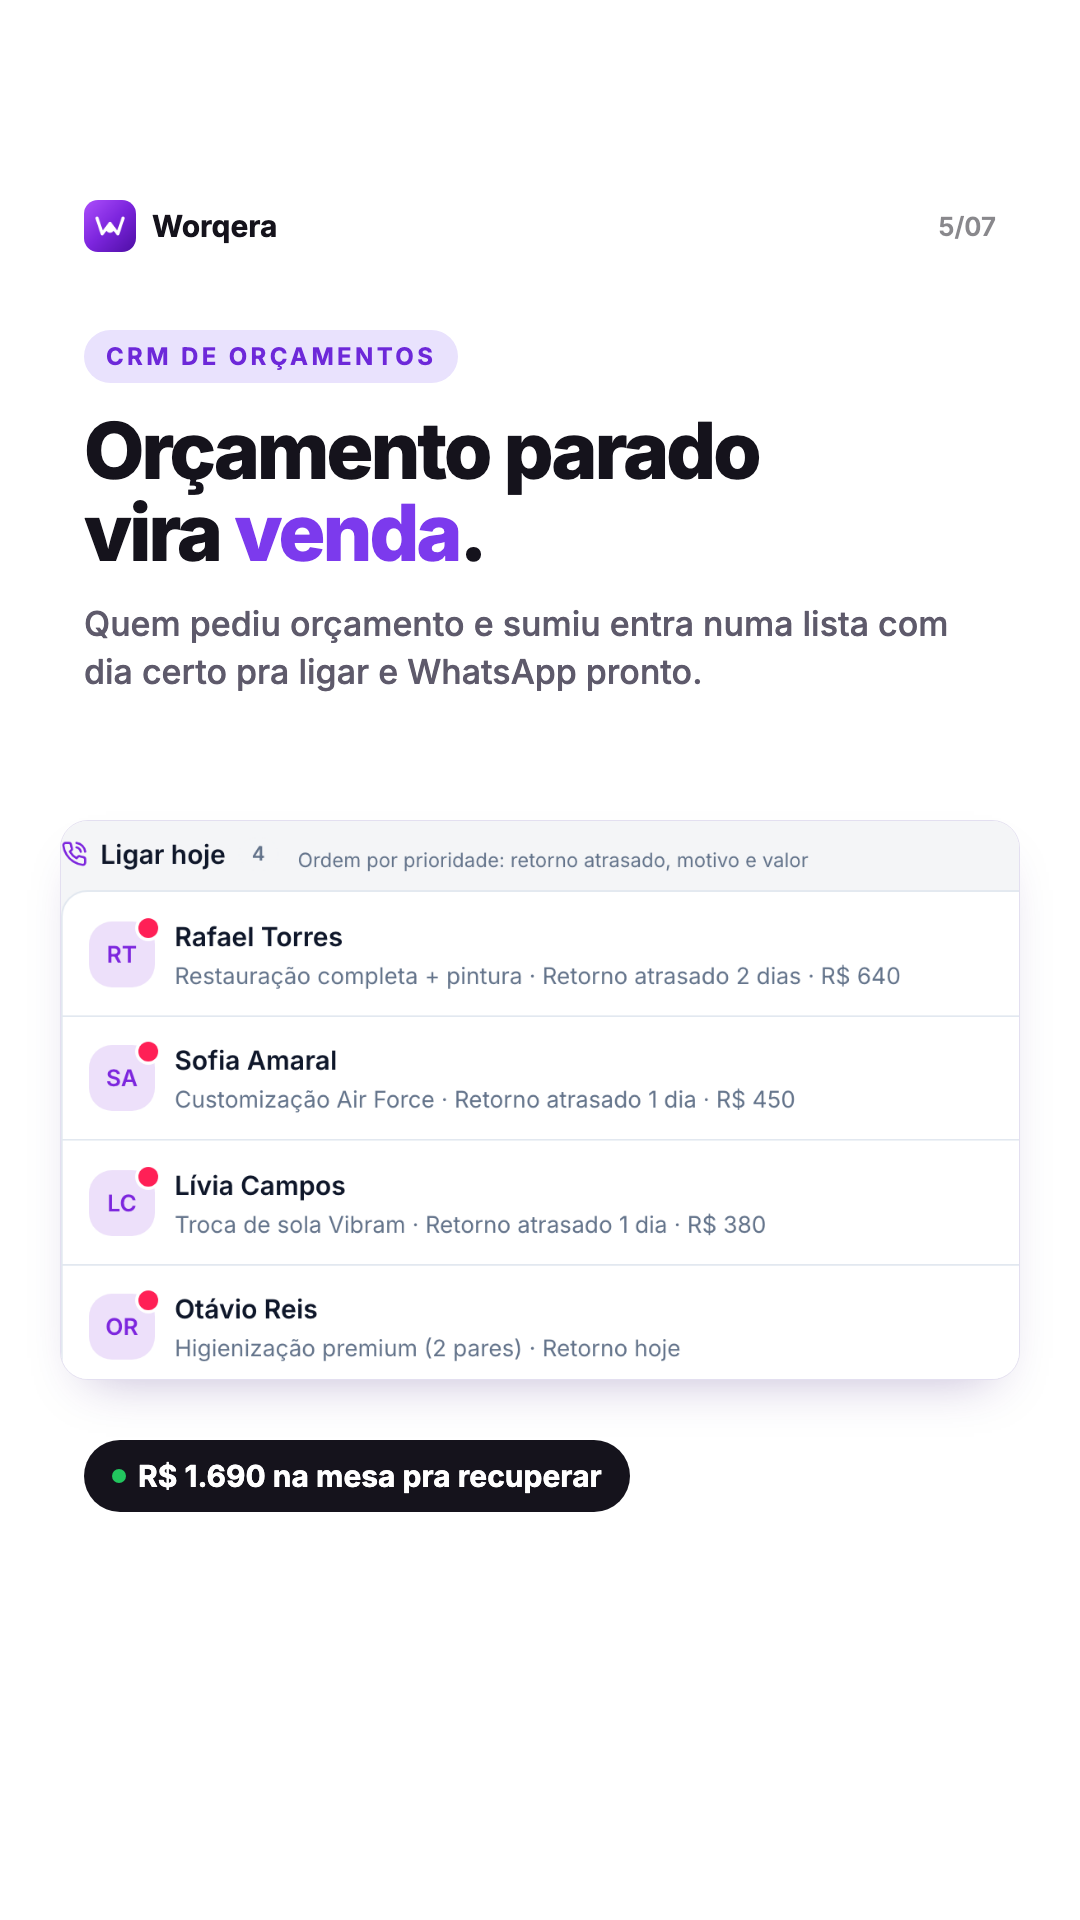 Worqera
5/07
CRM DE ORÇAMENTOS
Orçamento parado
vira venda.
Quem pediu orçamento e sumiu entra numa lista com
dia certo pra ligar e WhatsApp pronto.
Ligar hoje 4 Ordem por prioridade: retorno atrasado, motivo e valor
RT
Rafael Torres
Restauração completa + pintura · Retorno atrasado 2 dias · R$ 640
SA
Sofia Amaral
Customização Air Force · Retorno atrasado 1 dia · R$ 450
LC
Lívia Campos
Troca de sola Vibram · Retorno atrasado 1 dia · R$ 380
OR
Otávio Reis
Higienização premium (2 pares) · Retorno hoje
R$ 1.690 na mesa pra recuperar